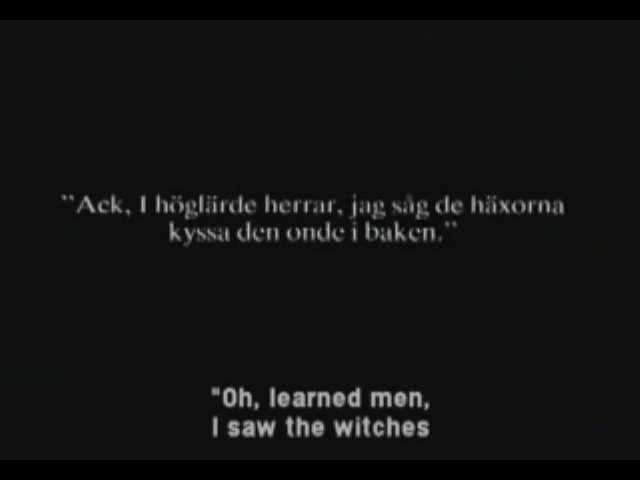 "Ack, I höglärde herrar, jag såg de häxorna
kyssa den onde i baken."
"Oh, learned men,
I saw the witches